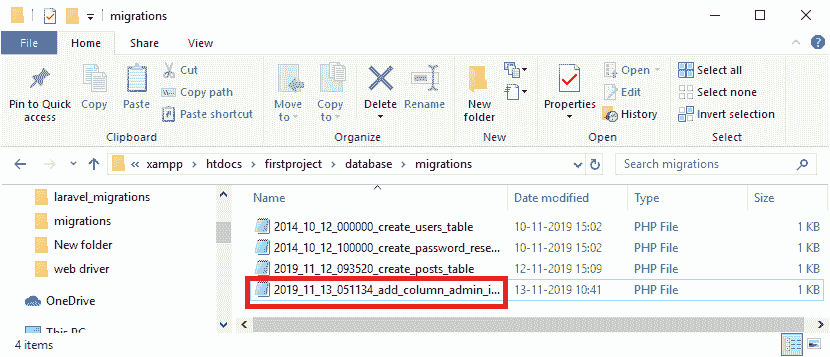 migrations
File Home Share View
Pin to Quick access
Copy
Paste
Cut
Copy path
Paste shortcut
Clipboard
Move to
Copy to
Delete
Rename
Organize
New folder
New
Properties
Open
Edit
History
Open
Select all
Select none
Invert selection
Select
« xampp › htdocs › firstproject › database › migrations
Search migrations
laravel_migrations
migrations
New folder
web driver
OneDrive
This PC
Name Date modified Type Size
2014_10_12_000000_create_users_table 10-11-2019 15:02 PHP File 1 KB
2014_10_12_100000_create_password_rese... 10-11-2019 15:02 PHP File 1 KB
2019_11_12_093520_create_posts_table 12-11-2019 15:09 PHP File 1 KB
2019_11_13_051134_add_column_admin_i... 13-11-2019 10:41 PHP File 1 KB
4 items